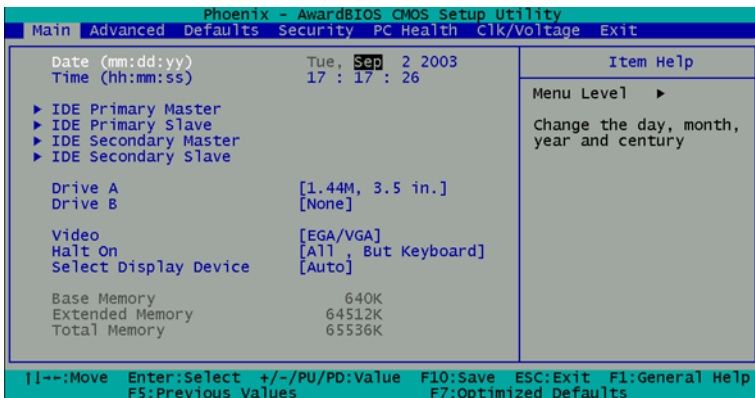 Phoenix - AwardBIOS CMOS Setup Utility
Main Advanced Defaults Security PC Health Clk/Voltage Exit
Date (mm:dd:yy) Tue, Sep 2 2003
Time (hh:mm:ss) 17 : 17 : 26
▶ IDE Primary Master
▶ IDE Primary Slave
▶ IDE Secondary Master
▶ IDE Secondary Slave
Drive A [1.44M, 3.5 in.]
Drive B [None]
Video [EGA/VGA]
Halt On [All , But Keyboard]
Select Display Device [Auto]
Base Memory 640K
Extended Memory 64512K
Total Memory 65536K
Item Help
Menu Level ▶
Change the day, month,
year and century
↑↓→←:Move Enter:Select +/-/PU/PD:Value F10:Save ESC:Exit F1:General Help
F5:Previous Values F7:Optimized Defaults